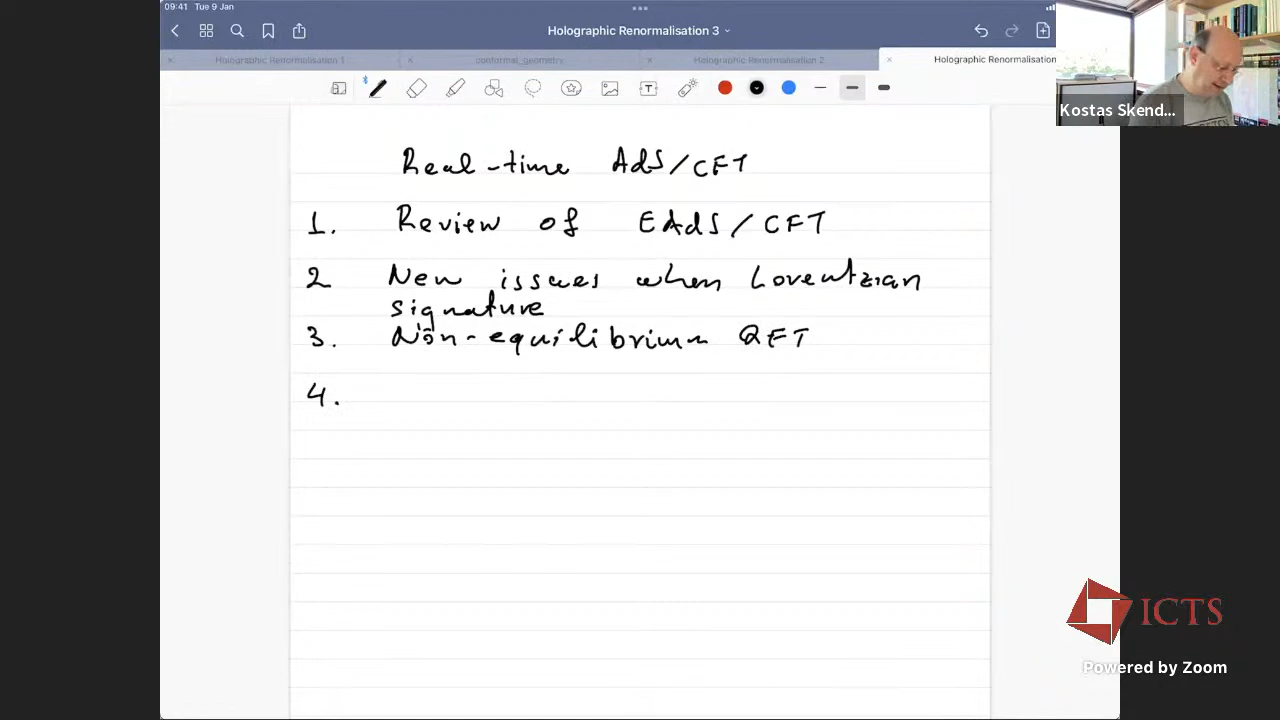 09:41 Tue 9 Jan
Holographic Renormalisation 3
Holographic Renormalisation 1
conformal_geometry
Holographic Renormalisation 2
Holographic Renormalisation
Kostas Skend...
Real-time AdS/CFT
1. Review of EAdS/CFT
2 New issues when Lorentzian
signature
3. Non-equilibrium QFT
4.
ICTS
Powered by Zoom